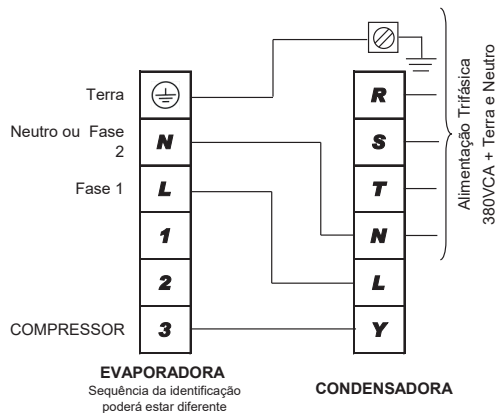 Terra
Neutro ou Fase
2
Fase 1
COMPRESSOR
N
L
1
2
3
EVAPORADORA
Sequência da identificação
poderá estar diferente
R
S
T
N
L
Y
CONDENSADORA
Alimentação Trifásica
380VCA + Terra e Neutro